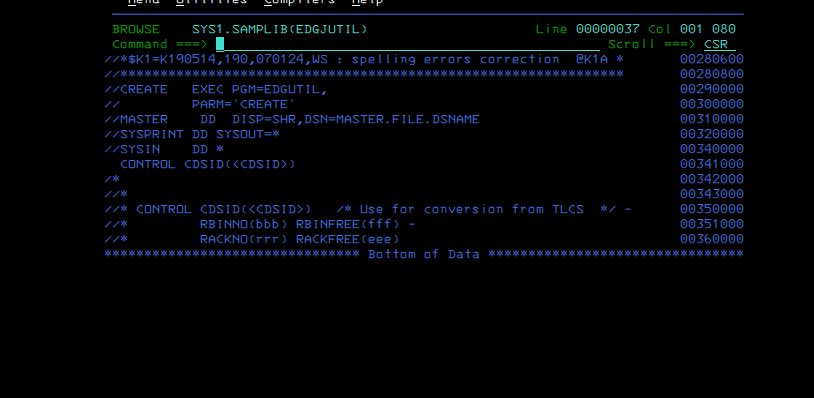 Menu Utilities Compilers Help
BROWSE    SYS1.SAMPLIB(EDGJUTIL)                     Line 00000037 Col 001 080
Command ===>                                                  Scroll ===> CSR
//*$K1=K190514,190,070124,WS : spelling errors correction  @K1A *       00280600
//***************************************************************       00280800
//CREATE   EXEC PGM=EDGUTIL,                                            00290000
//         PARM='CREATE'                                                00300000
//MASTER    DD  DISP=SHR,DSN=MASTER.FILE.DSNAME                         00310000
//SYSPRINT DD SYSOUT=*                                                  00320000
//SYSIN    DD *                                                         00340000
  CONTROL CDSID(<CDSID>)                                                00341000
/*                                                                      00342000
//*                                                                     00343000
//* CONTROL CDSID(<CDSID>)   /* Use for conversion from TLCS  */ -      00350000
//*         RBINNO(bbb) RBINFREE(fff) -                                 00351000
//*         RACKNO(rrr) RACKFREE(eee)                                   00360000
******************************** Bottom of Data ********************************